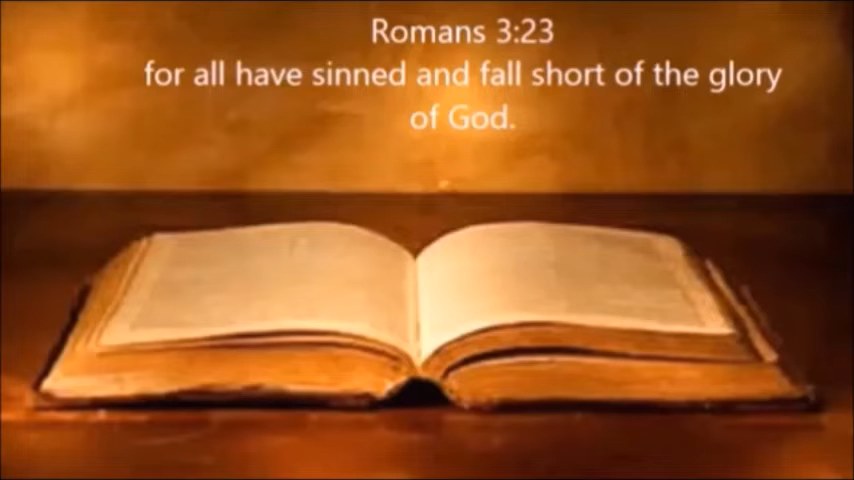 Romans 3:23
for all have sinned and fall short of the glory
of God.